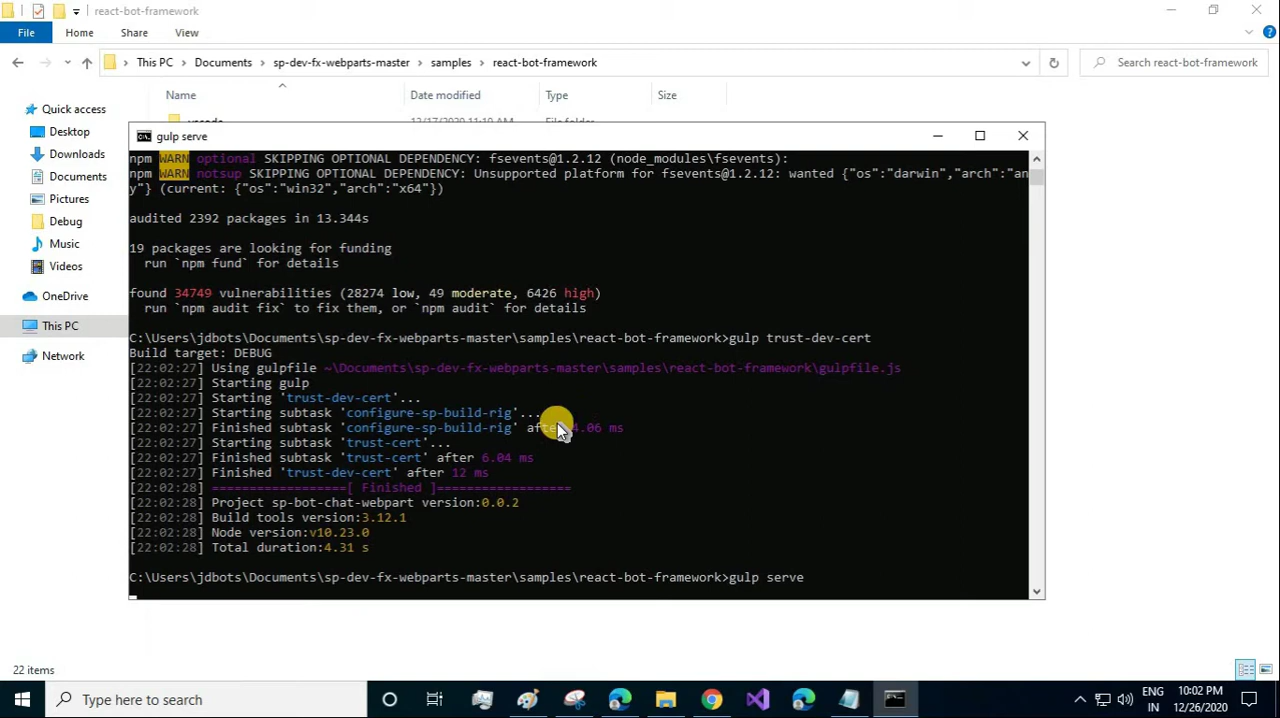 react-bot-framework
File Home Share View
This PC Documents sp-dev-fx-webparts-master samples react-bot-framework
Search react-bot-framework
Quick access
Desktop
Downloads
Documents
Pictures
Debug
Music
Videos
OneDrive
This PC
Network
Name Date modified Type Size
gulp serve
npm WARN optional SKIPPING OPTIONAL DEPENDENCY: fsevents@1.2.12 (node_modules\fsevents):
npm WARN notsup SKIPPING OPTIONAL DEPENDENCY: Unsupported platform for fsevents@1.2.12: wanted {"os":"darwin","arch":"an
y"} (current: {"os":"win32","arch":"x64"})
audited 2392 packages in 13.344s
19 packages are looking for funding
run `npm fund` for details
found 34749 vulnerabilities (28274 low, 49 moderate, 6426 high)
run `npm audit fix` to fix them, or `npm audit` for details
C:\Users\jdbots\Documents\sp-dev-fx-webparts-master\samples\react-bot-framework>gulp trust-dev-cert
Build target: DEBUG
[22:02:27] Using gulpfile ~\Documents\sp-dev-fx-webparts-master\samples\react-bot-framework\gulpfile.js
[22:02:27] Starting gulp
[22:02:27] Starting 'trust-dev-cert'...
[22:02:27] Starting subtask 'configure-sp-build-rig'...
[22:02:27] Finished subtask 'configure-sp-build-rig' after 4.06 ms
[22:02:27] Starting subtask 'trust-cert'...
[22:02:27] Finished subtask 'trust-cert' after 6.04 ms
[22:02:27] Finished 'trust-dev-cert' after 12 ms
[22:02:28] ==================[ Finished ]==================
[22:02:28] Project sp-bot-chat-webpart version:0.0.2
[22:02:28] Build tools version:3.12.1
[22:02:28] Node version:v10.23.0
[22:02:28] Total duration:4.31 s
C:\Users\jdbots\Documents\sp-dev-fx-webparts-master\samples\react-bot-framework>gulp serve
22 items
Type here to search
ENG
IN
10:02 PM
12/26/2020